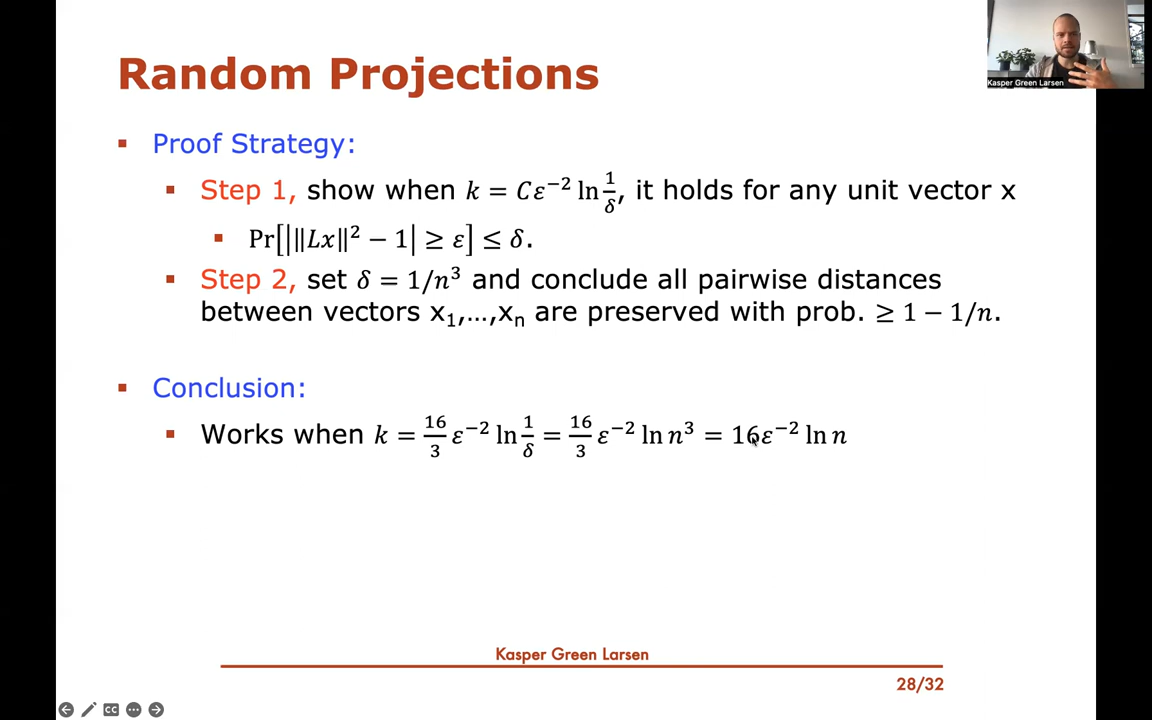 Random Projections
Kasper Green Larsen
▪ Proof Strategy:
▪ Step 1, show when k = Cε⁻² ln 1/δ, it holds for any unit vector x
▪ Pr[|‖Lx‖² − 1| ≥ ε] ≤ δ.
▪ Step 2, set δ = 1/n³ and conclude all pairwise distances
between vectors x₁,…,xₙ are preserved with prob. ≥ 1 − 1/n.
▪ Conclusion:
▪ Works when k = 16/3 ε⁻² ln 1/δ = 16/3 ε⁻² ln n³ = 16ε⁻² ln n
Kasper Green Larsen
28/32
CC